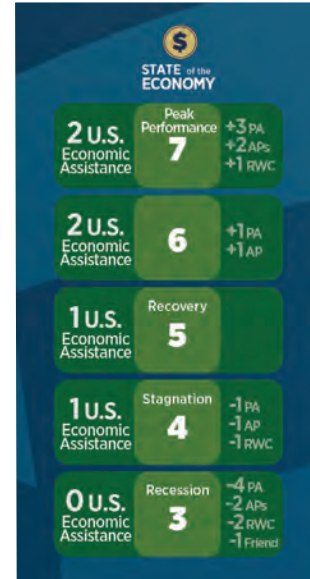 $
STATE of the
ECONOMY
2 U.S.
Economic
Assistance
Peak
Performance
7
+3 PA
+2 APs
+1 RWC
2 U.S.
Economic
Assistance
6
+1 PA
+1 AP
1 U.S.
Economic
Assistance
Recovery
5
1 U.S.
Economic
Assistance
Stagnation
4
-1 PA
-1 AP
-1 RWC
0 U.S.
Economic
Assistance
Recession
3
-4 PA
-2 APs
-2 RWC
-1 Friend